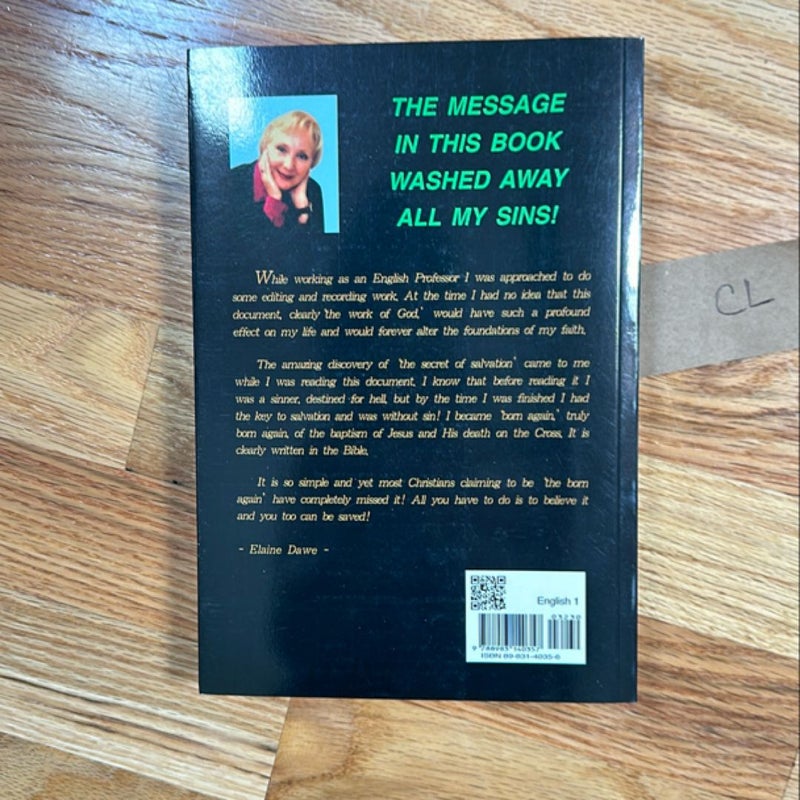 THE MESSAGE
IN THIS BOOK
WASHED AWAY
ALL MY SINS!
While working as an English Professor I was approached to do
some editing and recording work. At the time I had no idea that this
document, clearly 'the work of God,' would have such a profound
effect on my life and would forever alter the foundations of my faith.
The amazing discovery of 'the secret of salvation' came to me
while I was reading this document. I know that before reading it I
was a sinner, destined for hell, but by the time I was finished I had
the key to salvation and was without sin! I became 'born again,' truly
born again, of the baptism of Jesus and His death on the Cross. It is
clearly written in the Bible.
It is so simple and yet most Christians claiming to be 'the born
again' have completely missed it! All you have to do is to believe it
and you too can be saved!
- Elaine Dawe -
CL
English 1
03230
ISBN 89-831-4035-6